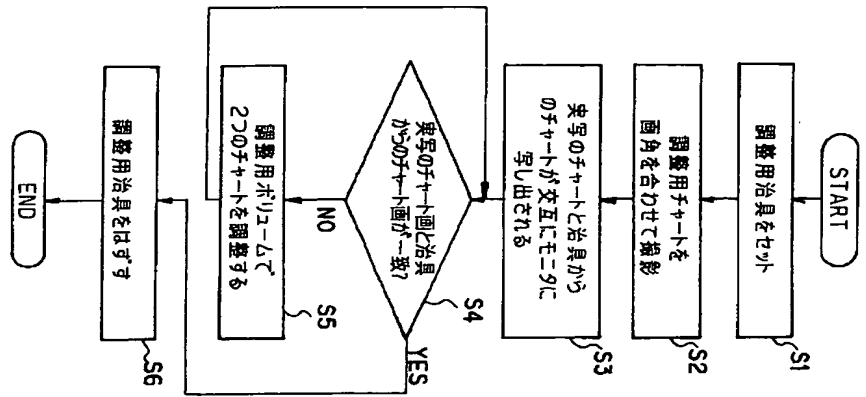 START
調整用治具をセット
S1
調整用チャートを
画角を合わせて撮影
S2
実写のチャートと治具から
のチャートが交互にモニタに
写し出される
S3
実写のチャート画と治具
からのチャート画が一致?
S4
YES
NO
調整用ボリュームで
2つのチャートを調整する
S5
調整用治具をはずす
S6
END